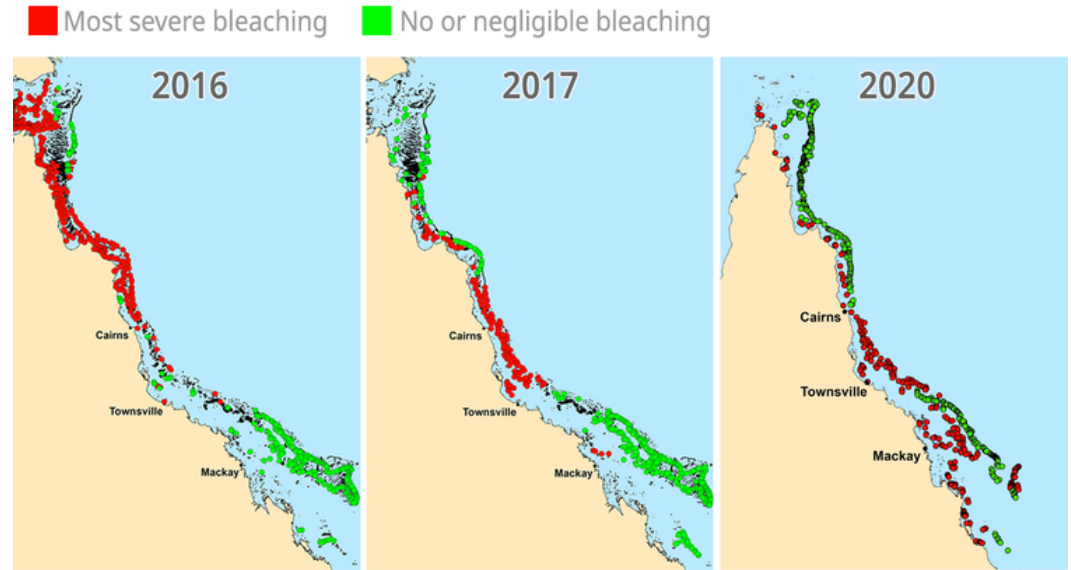 Most severe bleaching
No or negligible bleaching
2016
Cairns
Townsville
Mackay
2017
Cairns
Townsville
Mackay
2020
Cairns
Townsville
Mackay